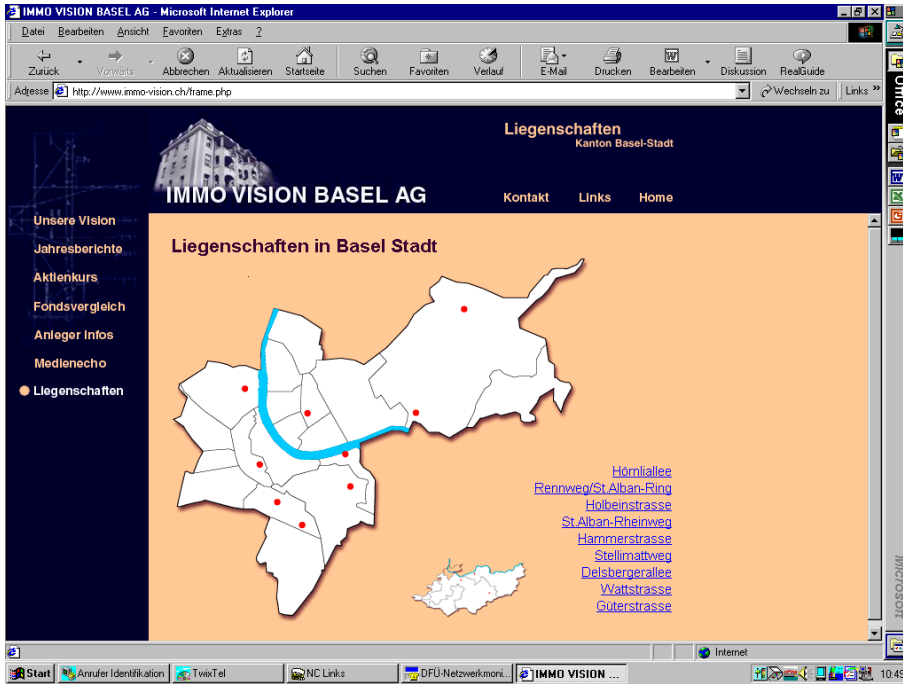 IMMO VISION BASEL AG - Microsoft Internet Explorer
Datei Bearbeiten Ansicht Favoriten Extras ?
Zurück Vorwärts Abbrechen Aktualisieren Startseite Suchen Favoriten Verlauf E-Mail Drucken Bearbeiten Diskussion RealGuide
Adresse http://www.immo-vision.ch/frame.php Wechseln zu Links »
Office
Liegenschaften
Kanton Basel-Stadt
IMMO VISION BASEL AG
Kontakt Links Home
Unsere Vision
Jahresberichte
Aktienkurs
Fondsvergleich
Anleger Infos
Medienecho
Liegenschaften
Liegenschaften in Basel Stadt
Hörnliallee
Rennweg/St.Alban-Ring
Holbeinstrasse
St.Alban-Rheinweg
Hammerstrasse
Stellimattweg
Delsbergerallee
Wattstrasse
Güterstrasse
Microsoft
Internet
Start Anrufer Identifikation TwixTel NC Links DFÜ-Netzwerkmoni... IMMO VISION ... 10:49